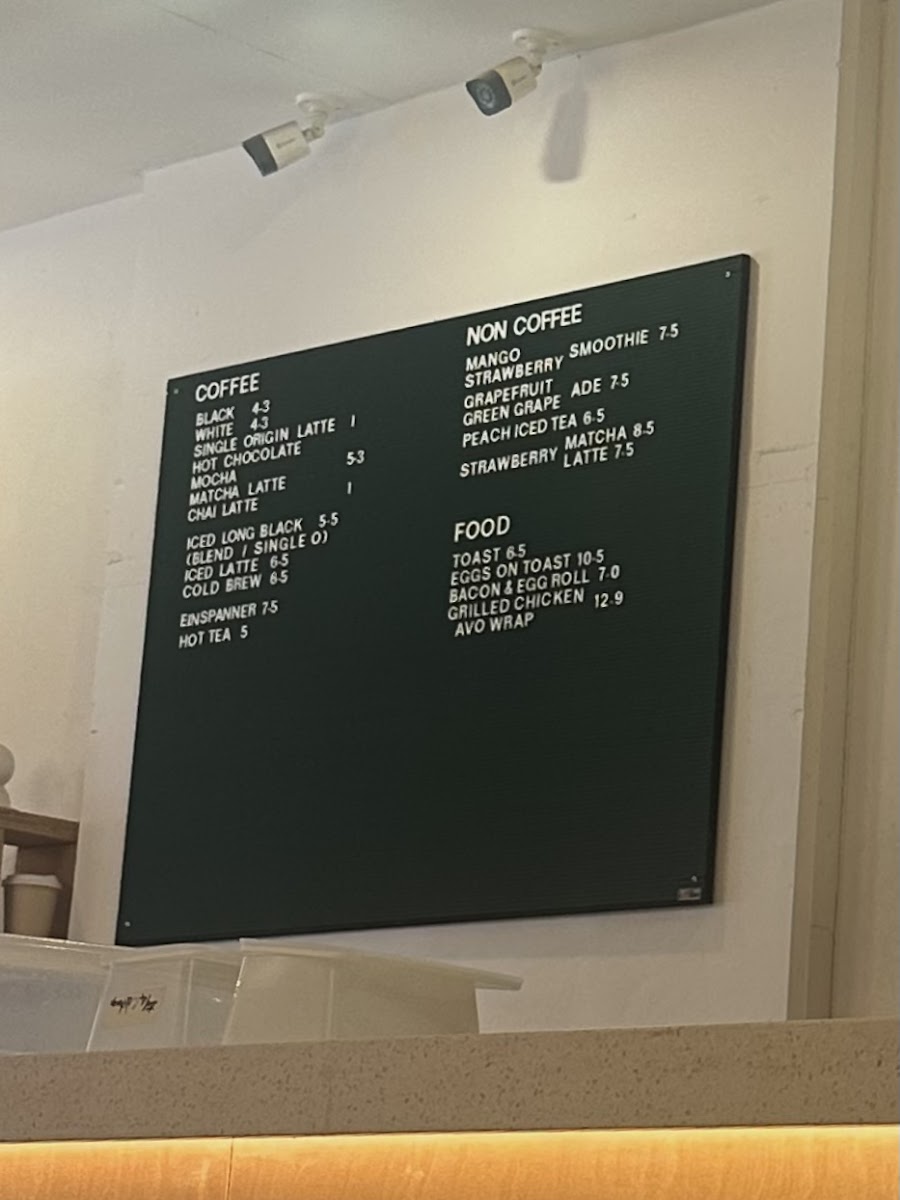 COFFEE
BLACK 4-3
WHITE 4-3
SINGLE ORIGIN LATTE 1
HOT CHOCOLATE
MOCHA 5-3
MATCHA LATTE
CHAI LATTE 1
ICED LONG BLACK 5-5
(BLEND / SINGLE O)
ICED LATTE 6-5
COLD BREW 6-5
EINSPANNER 7-5
HOT TEA 5
NON COFFEE
MANGO
STRAWBERRY SMOOTHIE 7-5
GRAPEFRUIT
GREEN GRAPE ADE 7-5
PEACH ICED TEA 6-5
STRAWBERRY MATCHA 8-5
LATTE 7-5
FOOD
TOAST 6-5
EGGS ON TOAST 10-5
BACON & EGG ROLL 7-0
GRILLED CHICKEN 12-9
AVO WRAP